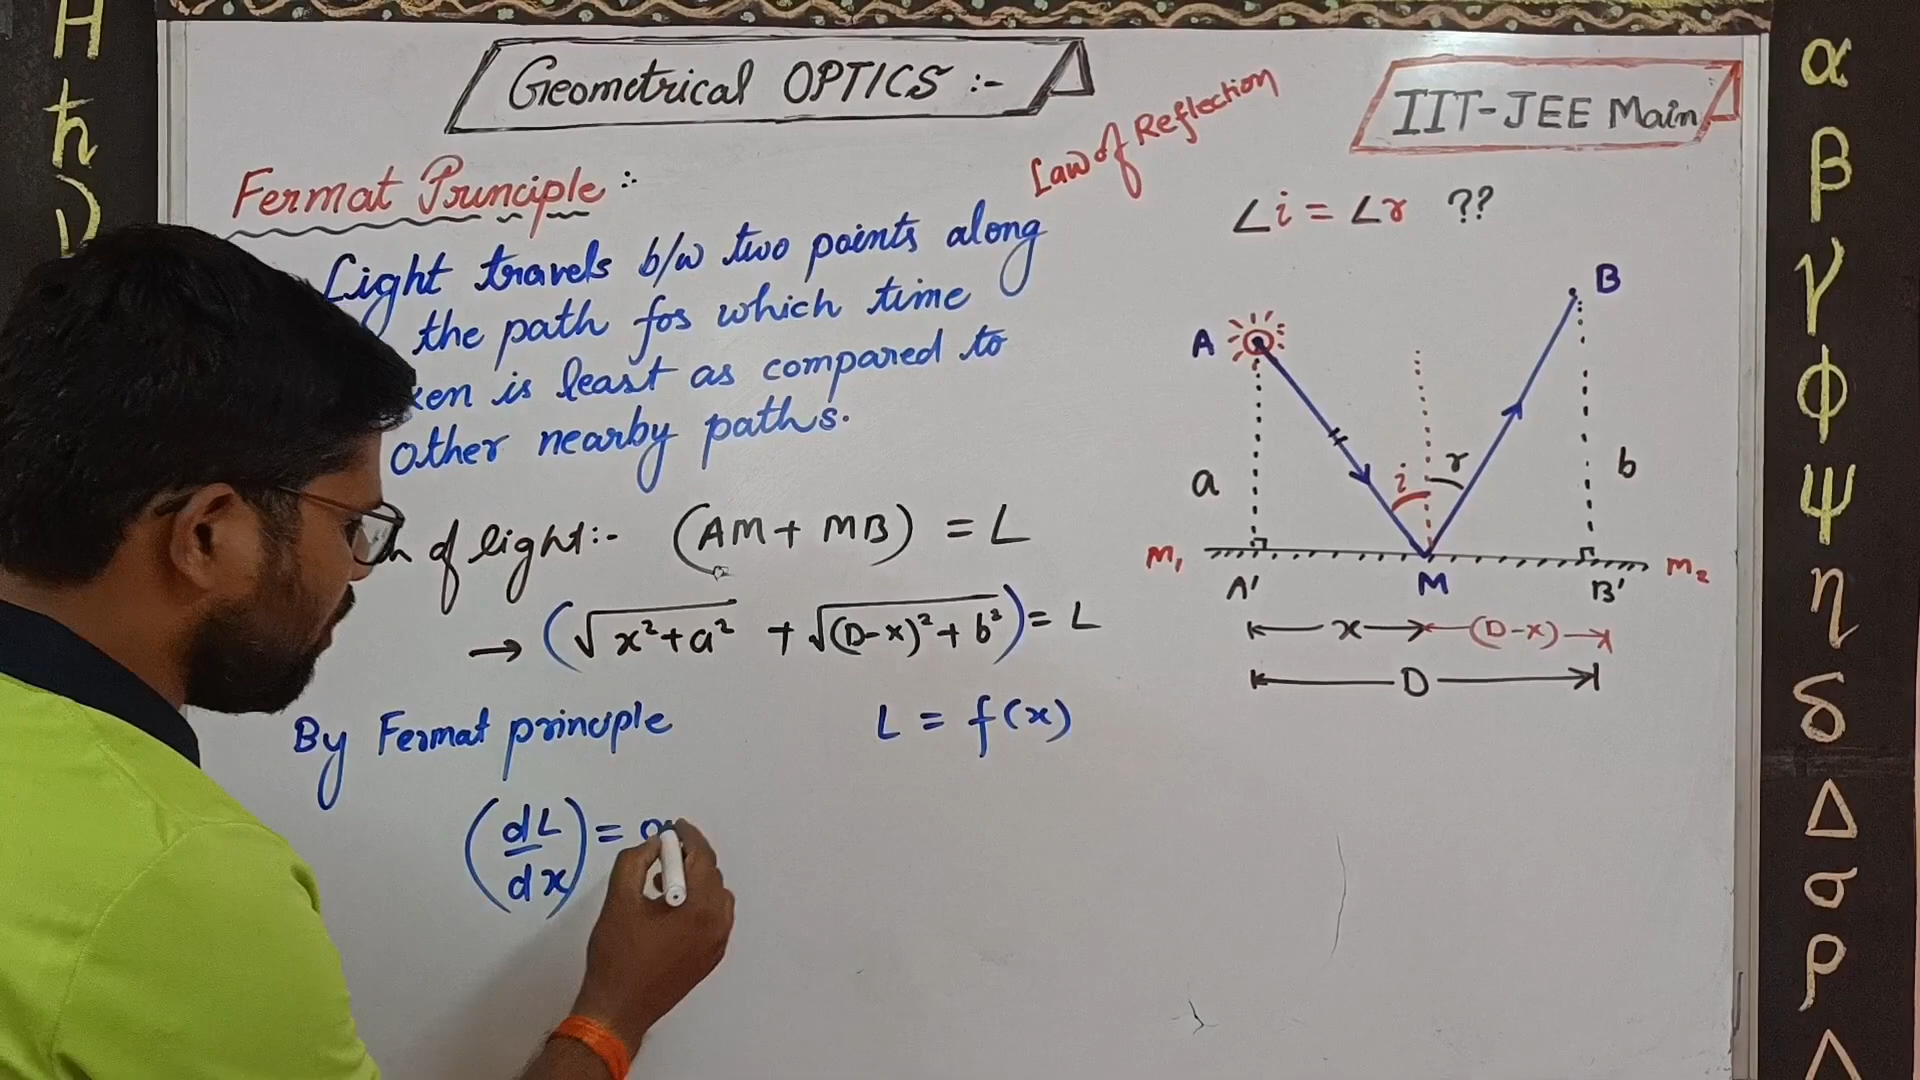 Geometrical OPTICS :-
IIT-JEE Main
Law of Reflection
Fermat Principle :-
∠i = ∠r ??
Light travels b/w two points along
the path for which time
is least as compared to
other nearby paths.
of light:- (AM + MB) = L
→ (√x²+a² + √(D-x)²+b²) = L
By Fermat principle
L = f(x)
(dL/dx) =
A
B
a
i
r
b
M₁
M₂
A'
M
B'
x
(D-x)
D
H
ħ
α
β
γ
Φ
ψ
η
δ
Δ
σ
ρ